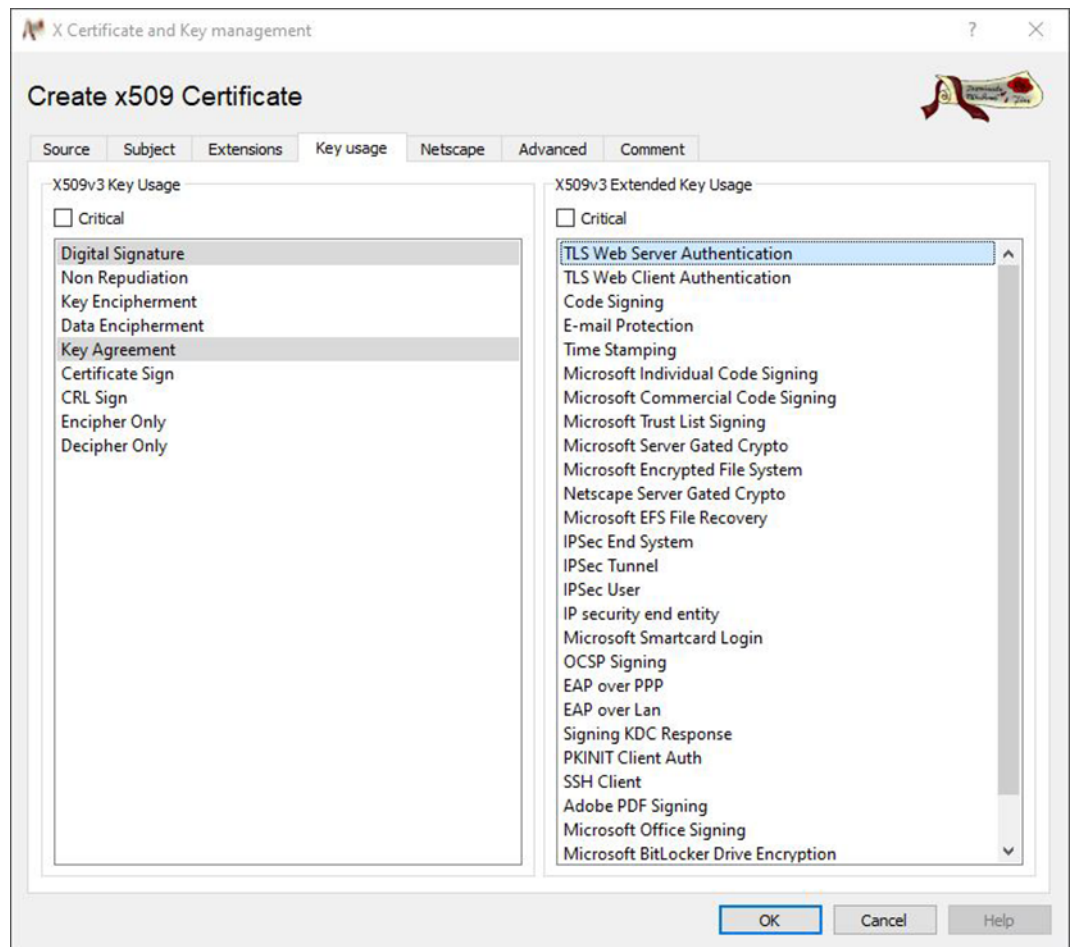 X Certificate and Key management
Create x509 Certificate
Source Subject Extensions Key usage Netscape Advanced Comment
X509v3 Key Usage
Critical
Digital Signature
Non Repudiation
Key Encipherment
Data Encipherment
Key Agreement
Certificate Sign
CRL Sign
Encipher Only
Decipher Only
X509v3 Extended Key Usage
Critical
TLS Web Server Authentication
TLS Web Client Authentication
Code Signing
E-mail Protection
Time Stamping
Microsoft Individual Code Signing
Microsoft Commercial Code Signing
Microsoft Trust List Signing
Microsoft Server Gated Crypto
Microsoft Encrypted File System
Netscape Server Gated Crypto
Microsoft EFS File Recovery
IPSec End System
IPSec Tunnel
IPSec User
IP security end entity
Microsoft Smartcard Login
OCSP Signing
EAP over PPP
EAP over Lan
Signing KDC Response
PKINIT Client Auth
SSH Client
Adobe PDF Signing
Microsoft Office Signing
Microsoft BitLocker Drive Encryption
OK Cancel Help